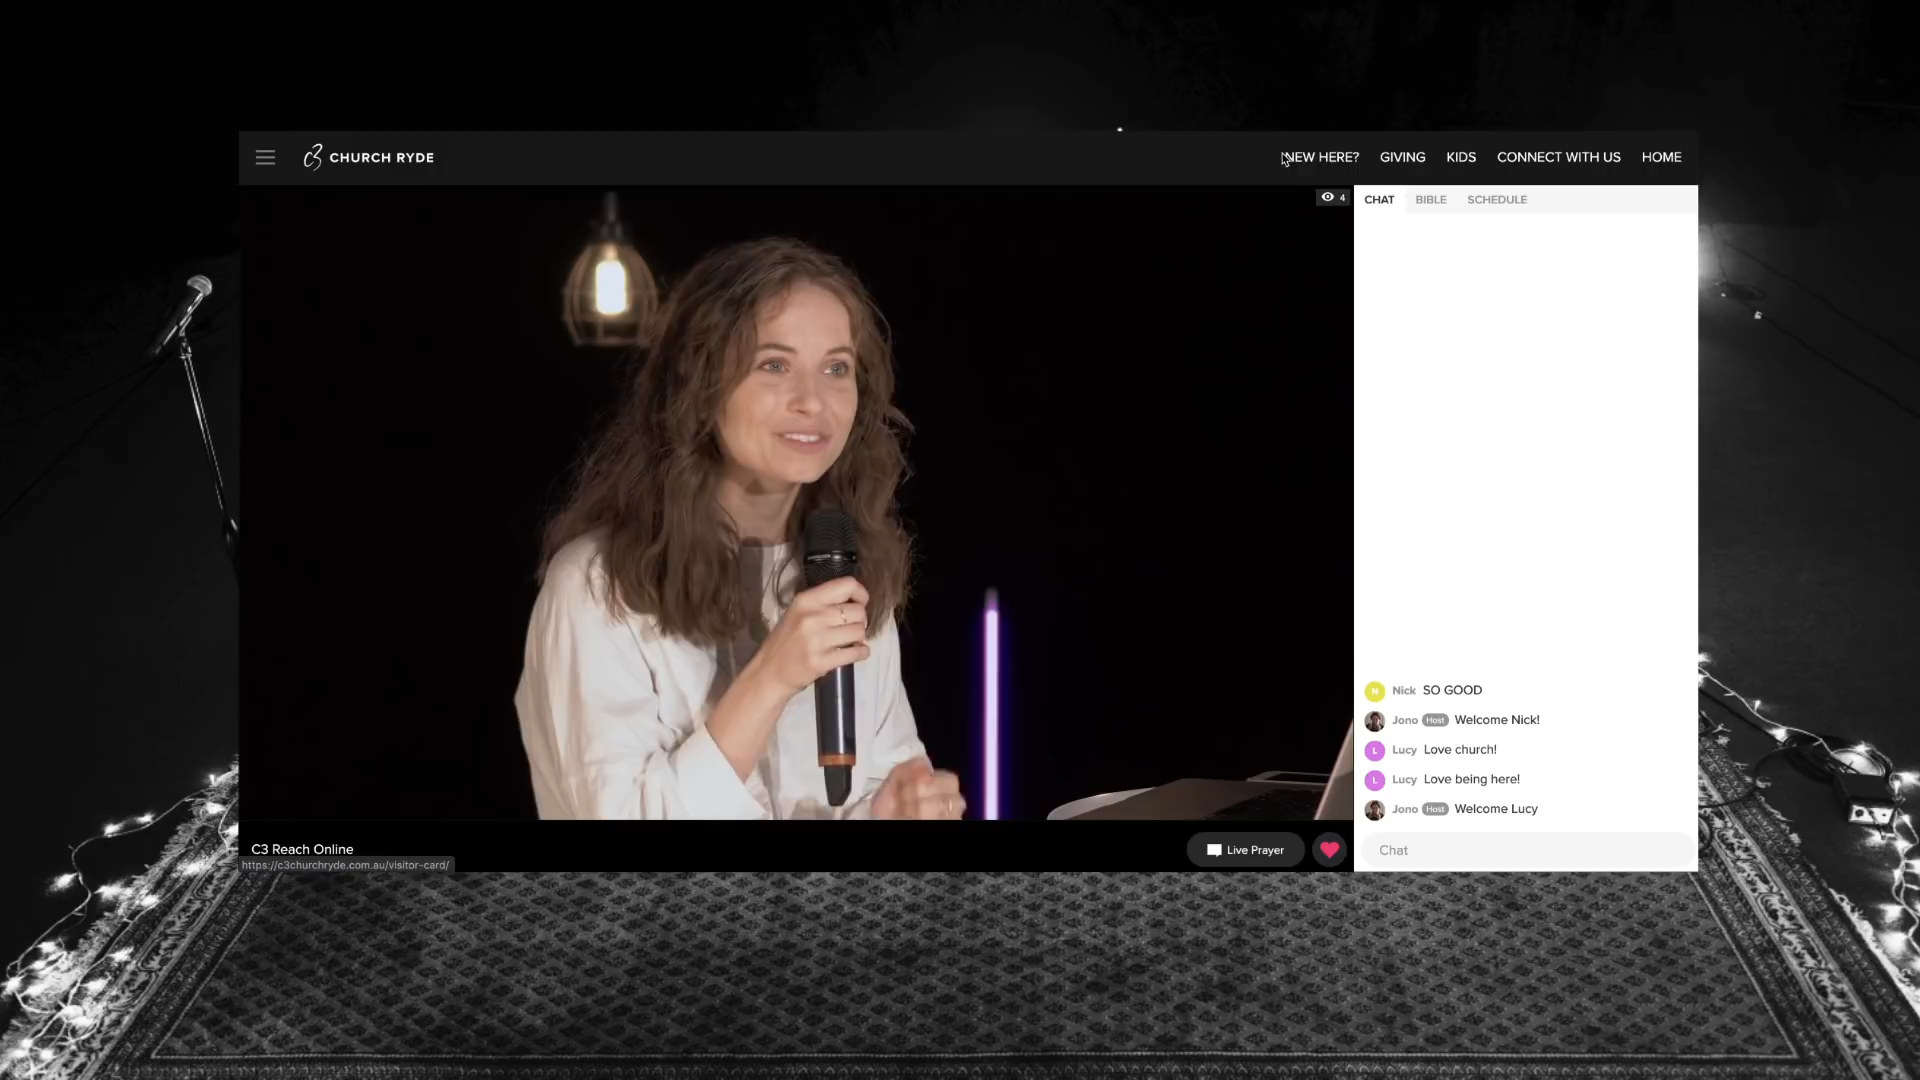 C3 CHURCH RYDE
NEW HERE? GIVING KIDS CONNECT WITH US HOME
4
CHAT BIBLE SCHEDULE
N Nick SO GOOD
Jono Host Welcome Nick!
L Lucy Love church!
L Lucy Love being here!
Jono Host Welcome Lucy
C3 Reach Online
Live Prayer
Chat
https://c3churchryde.com.au/visitor-card/